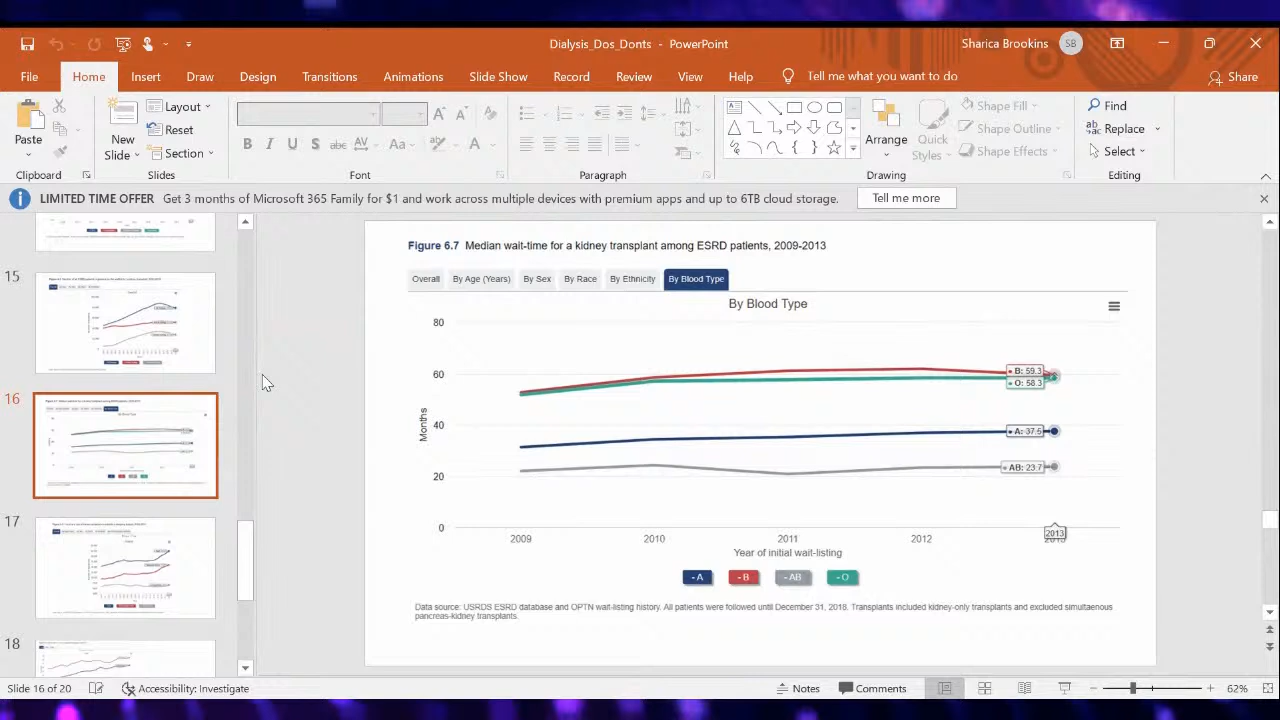 Dialysis_Dos_Donts - PowerPoint
Sharica Brookins
SB
File Home Insert Draw Design Transitions Animations Slide Show Record Review View Help Tell me what you want to do Share
Paste
Clipboard
New Slide
Layout
Reset
Section
Slides
B I U S abc AV Aa A
Font
Paragraph
Arrange
Quick Styles
Shape Fill
Shape Outline
Shape Effects
Drawing
Find
Replace
Select
Editing
LIMITED TIME OFFER Get 3 months of Microsoft 365 Family for $1 and work across multiple devices with premium apps and up to 6TB cloud storage. Tell me more
15
16
17
18
Figure 6.7 Median wait-time for a kidney transplant among ESRD patients, 2009-2013
Overall By Age (Years) By Sex By Race By Ethnicity By Blood Type
By Blood Type
80
60
40
20
0
Months
B: 59.3
O: 58.3
A: 37.5
AB: 23.7
2009 2010 2011 2012 2013
Year of initial wait-listing
A B AB O
Data source: USRDS ESRD database and OPTN wait-listing history. All patients were followed until December 31, 2018. Transplants included kidney-only transplants and excluded simultaenous
pancreas-kidney transplants.
Slide 16 of 20 Accessibility: Investigate Notes Comments 62%